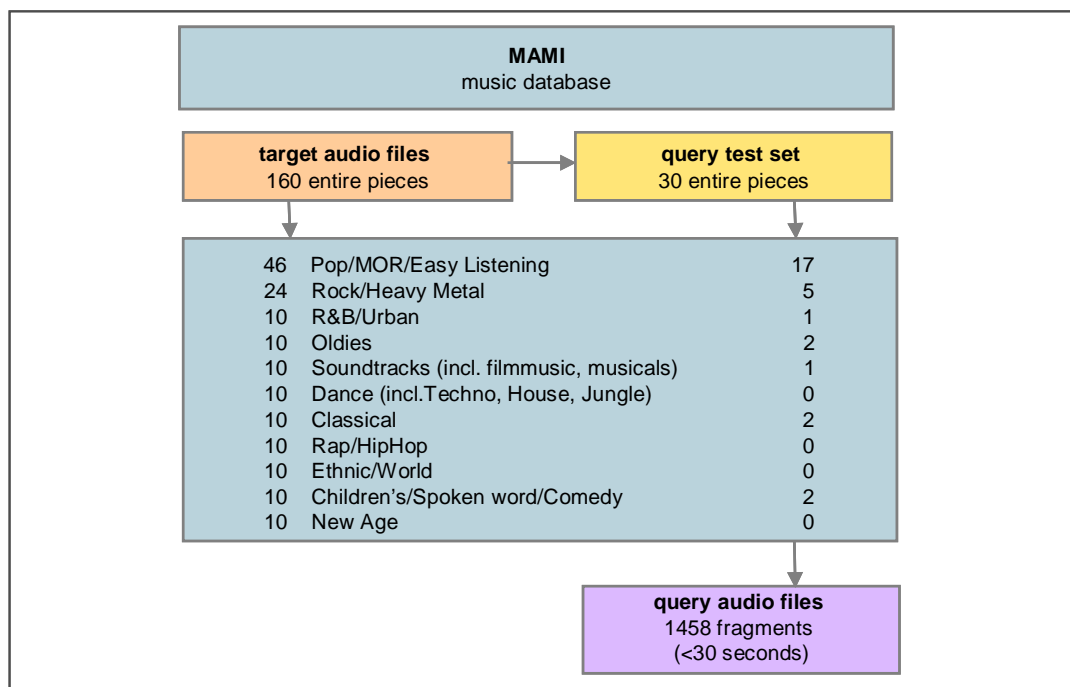 MAMI
music database
target audio files
160 entire pieces
query test set
30 entire pieces
46 Pop/MOR/Easy Listening 17
24 Rock/Heavy Metal 5
10 R&B/Urban 1
10 Oldies 2
10 Soundtracks (incl. filmmusic, musicals) 1
10 Dance (incl.Techno, House, Jungle) 0
10 Classical 2
10 Rap/HipHop 0
10 Ethnic/World 0
10 Children's/Spoken word/Comedy 2
10 New Age 0
query audio files
1458 fragments
(<30 seconds)